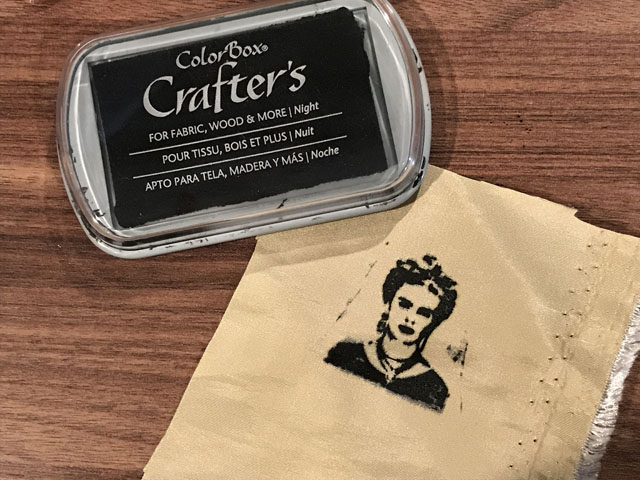 ColorBox®
Crafter's
FOR FABRIC, WOOD & MORE | Night
POUR TISSU, BOIS ET PLUS | Nuit
APTO PARA TELA, MADERA Y MÁS | Noche